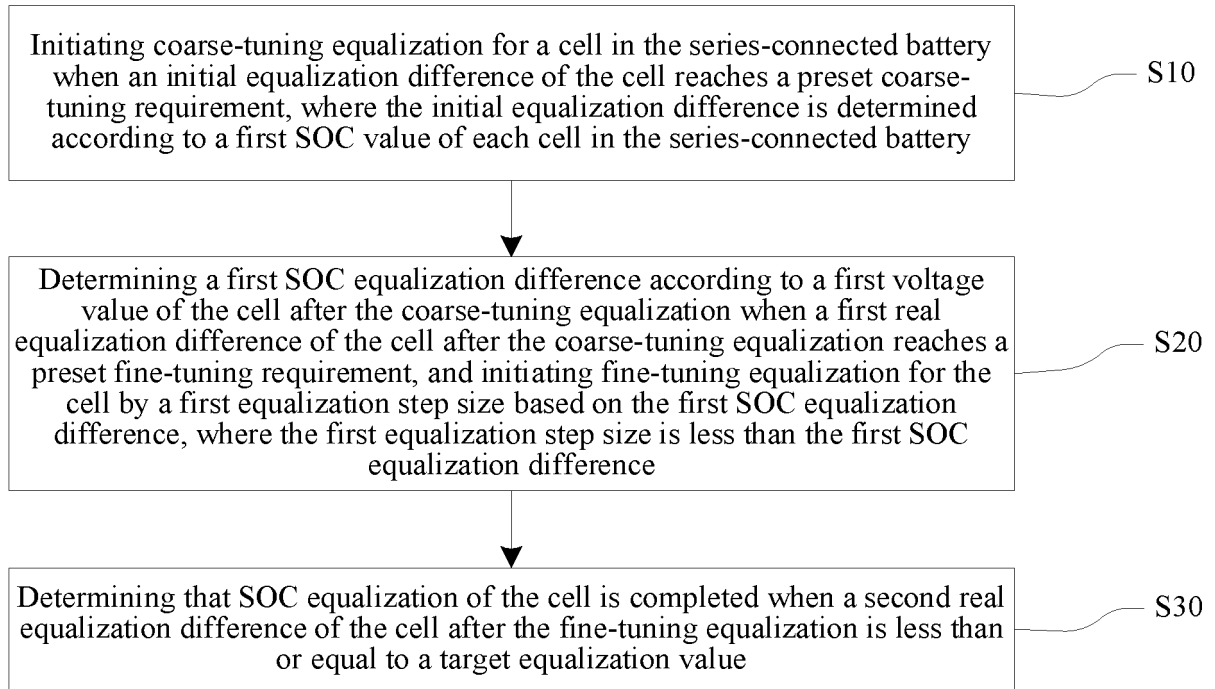 Initiating coarse-tuning equalization for a cell in the series-connected battery
when an initial equalization difference of the cell reaches a preset coarse-
tuning requirement, where the initial equalization difference is determined
according to a first SOC value of each cell in the series-connected battery
S10
Determining a first SOC equalization difference according to a first voltage
value of the cell after the coarse-tuning equalization when a first real
equalization difference of the cell after the coarse-tuning equalization reaches a
preset fine-tuning requirement, and initiating fine-tuning equalization for the
cell by a first equalization step size based on the first SOC equalization
difference, where the first equalization step size is less than the first SOC
equalization difference
S20
Determining that SOC equalization of the cell is completed when a second real
equalization difference of the cell after the fine-tuning equalization is less than
or equal to a target equalization value
S30